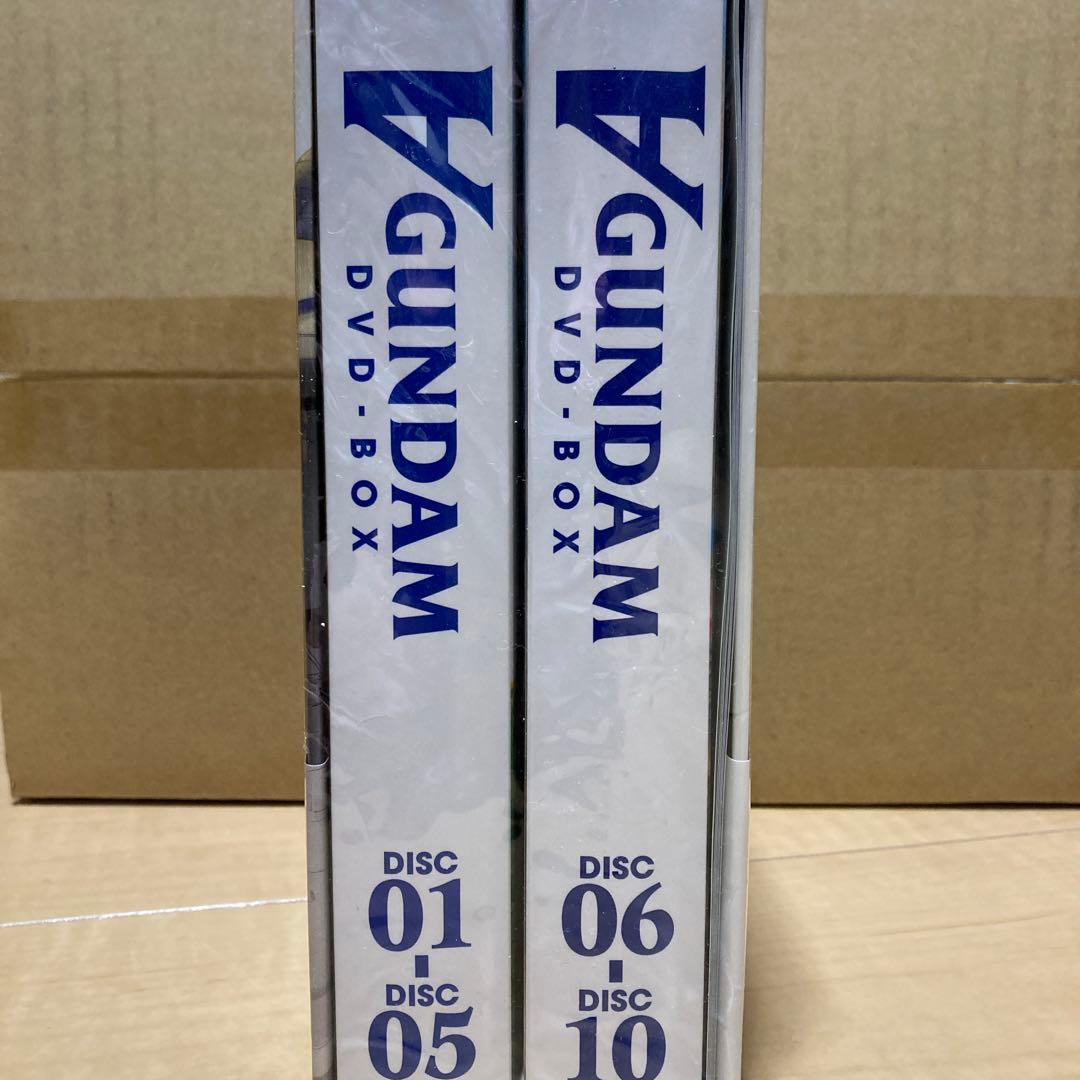 ∀ GUNDAM
DVD-BOX
DISC
01
-
DISC
05
∀ GUNDAM
DVD-BOX
DISC
06
-
DISC
10